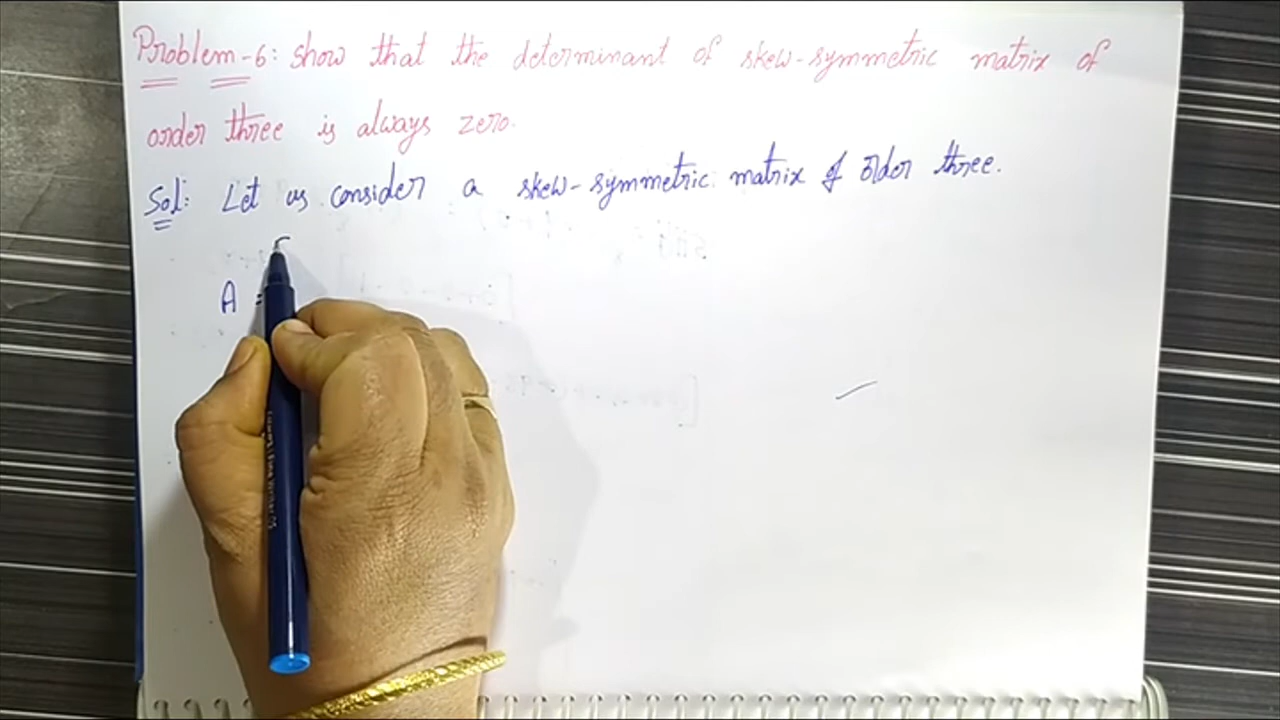 Problem-6: Show that the determinant of skew-symmetric matrix of
order three is always zero.
Sol: Let us consider a skew-symmetric matrix of order three.
A =